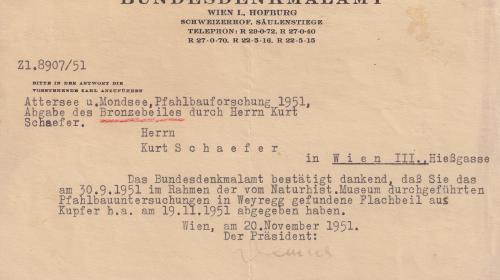 BUNDESDENKMALAMT
WIEN I., HOFBURG
SCHWEIZERHOF, SÄULENSTIEGE
TELEPHON: R 29-0-72, R 27-0-40
R 27-0-70, R 22-3-16, R 22-5-15
Zl.8907/51
BITTE IN DER ANTWORT DIE
VORSTEHENDE ZAHL ANZUFÜHREN
Attersee u.Mondsee,Pfahlbauforschung 1951,
Abgabe des Bronzebeiles durch Herrn Kurt
Schaefer.
Herrn
Kurt S c h a e f e r
in W i e n III., Hießgasse
Das Bundesdenkmalamt bestätigt dankend, daß Sie das
am 30.9.1951 im Rahmen der vom Naturhist.Museum durchgeführten
Pfahlbauuntersuchungen in Weyregg gefundene Flachbeil aus
Kupfer h.a. am 19.11.1951 abgegeben haben.
Wien, am 20.November 1951.
Der Präsident: